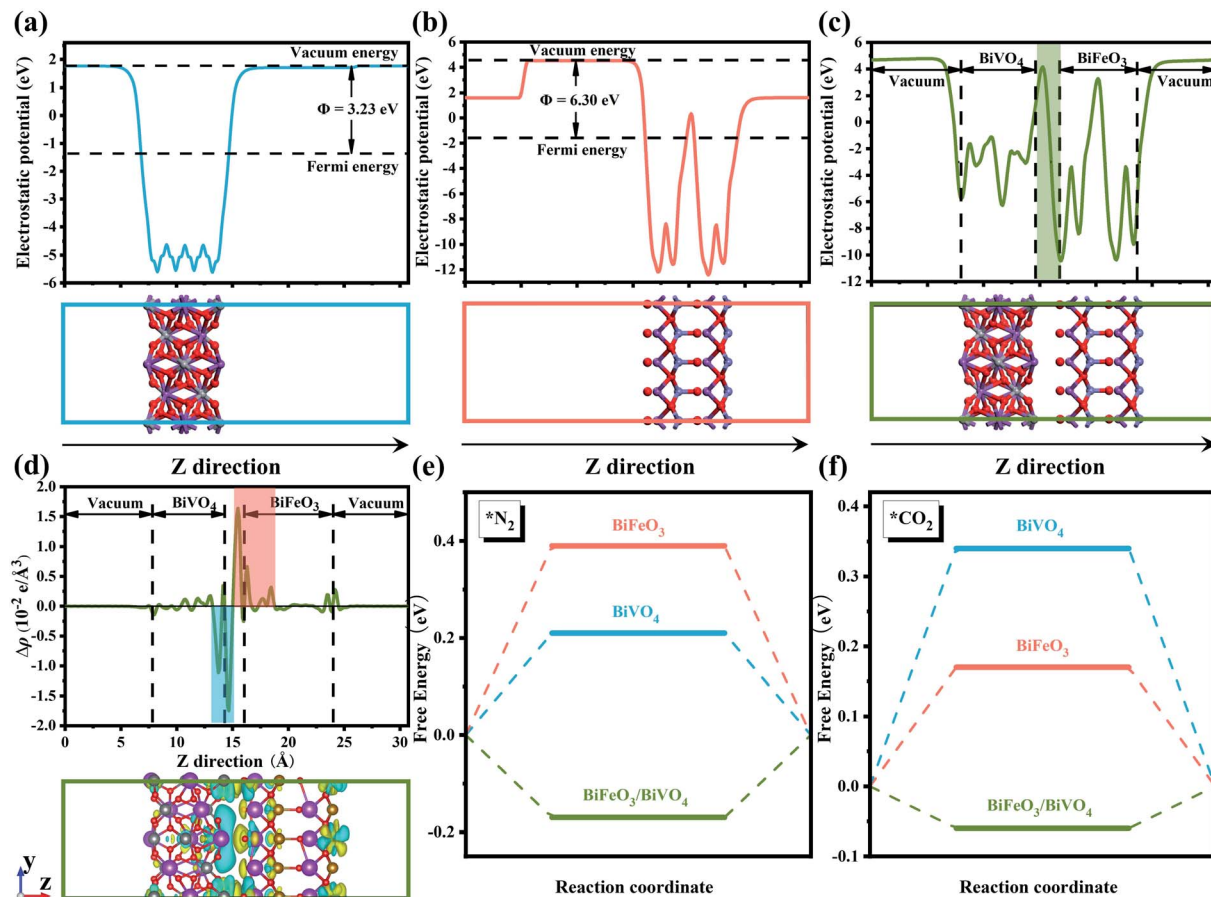 (a)
Electrostatic potential (eV)
2
1
0
-1
-2
-3
-4
-5
-6
Vacuum energy
Φ = 3.23 eV
Fermi energy
Z direction
(b)
Electrostatic potential (eV)
6
4
2
0
-2
-4
-6
-8
-10
-12
Vacuum energy
Φ = 6.30 eV
Fermi energy
Z direction
(c)
Electrostatic potential (eV)
6
4
2
0
-2
-4
-6
-8
-10
-12
BiVO4 BiFeO3
Vacuum Vacuum
Z direction
(d)
Δρ (10-2 e/Å3)
2.0
1.5
1.0
0.5
0.0
-0.5
-1.0
-1.5
-2.0
Vacuum BiVO4 BiFeO3 Vacuum
0 5 10 15 20 25 30
Z direction (Å)
y
z
(e)
Free Energy (eV)
0.4
0.2
0.0
-0.2
*N2
BiFeO3
BiVO4
BiFeO3/BiVO4
Reaction coordinate
(f)
Free Energy (eV)
0.4
0.3
0.2
0.1
0.0
-0.1
*CO2
BiVO4
BiFeO3
BiFeO3/BiVO4
Reaction coordinate